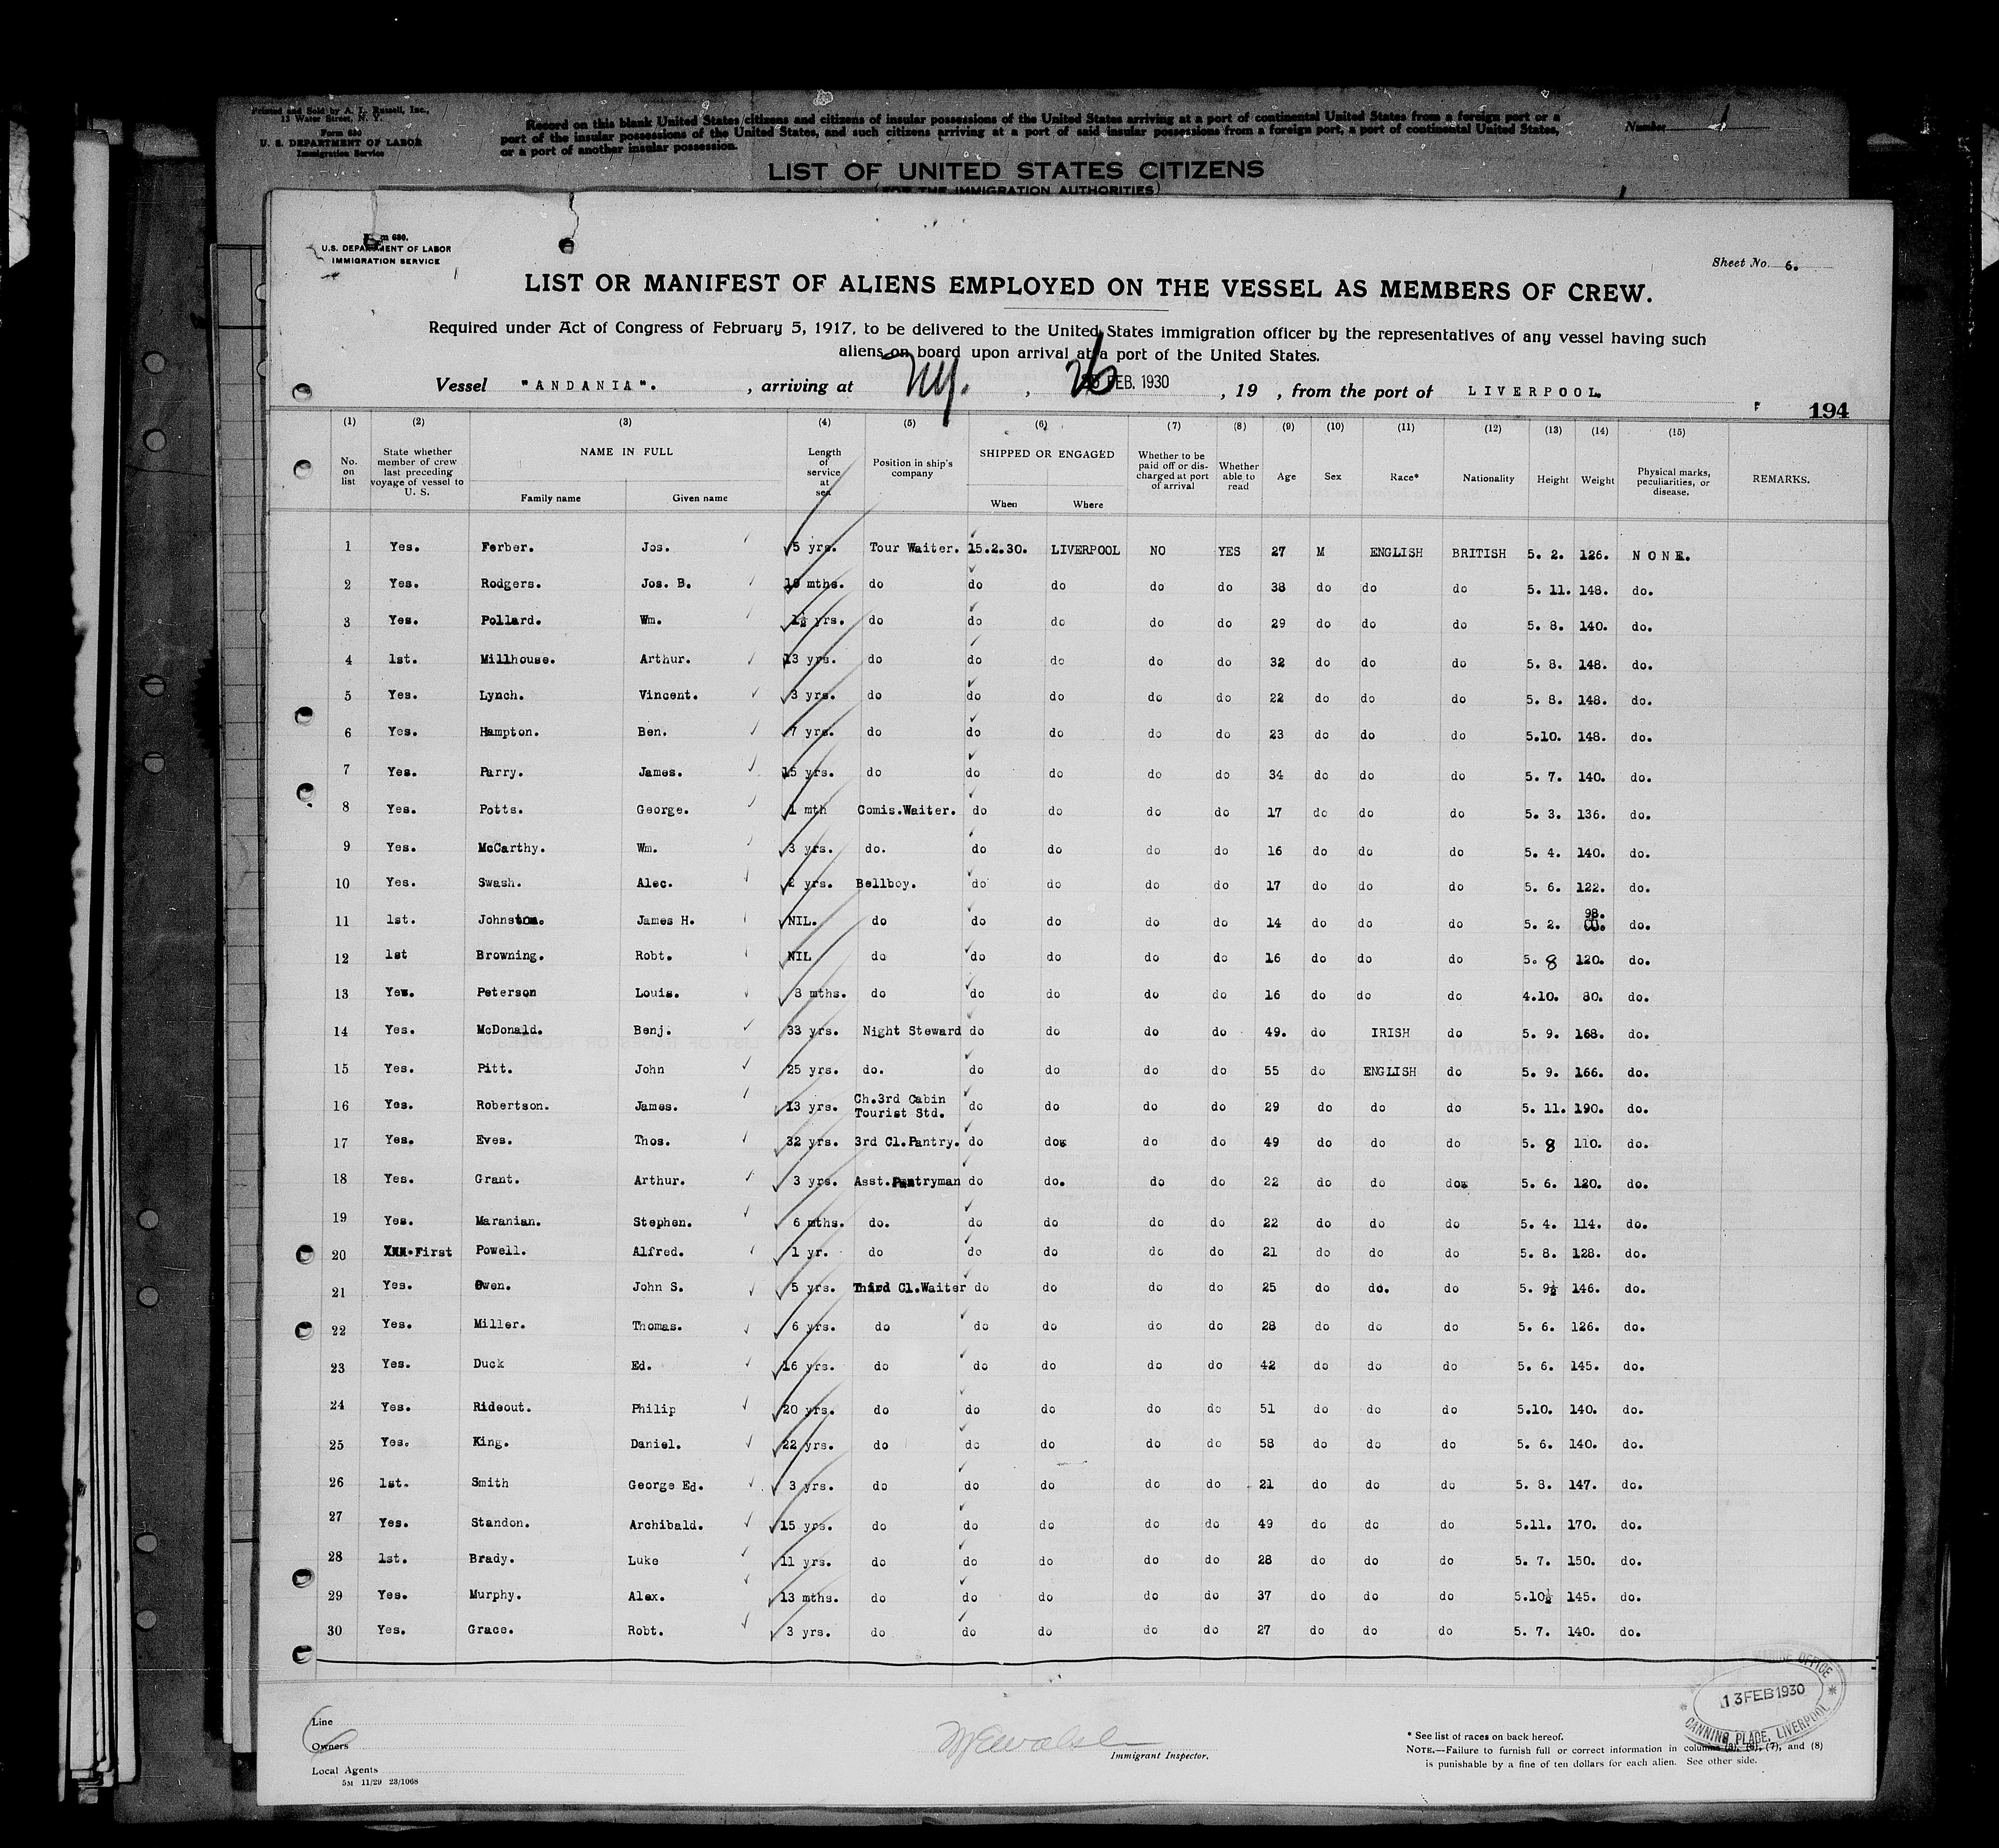 Printed and Sold by A. L. Russell, Inc.,
13 Water Street, N. Y.
Form 630
U. S. DEPARTMENT OF LABOR
Immigration Service
Record on this blank United States citizens and citizens of insular possessions of the United States arriving at a port of continental United States from a foreign port or a
port of the insular possessions of the United States, and such citizens arriving at a port of said insular possessions from a foreign port, a port of continental United States,
or a port of another insular possession.
Number 1
LIST OF UNITED STATES CITIZENS
(FOR THE IMMIGRATION AUTHORITIES)
Form 680.
U.S. DEPARTMENT OF LABOR
IMMIGRATION SERVICE
Sheet No. 6.
LIST OR MANIFEST OF ALIENS EMPLOYED ON THE VESSEL AS MEMBERS OF CREW.
Required under Act of Congress of February 5, 1917, to be delivered to the United States immigration officer by the representatives of any vessel having such
aliens on board upon arrival at a port of the United States.
Vessel "ANDANIA". , arriving at NY. , 26 FEB. 1930 , 19 , from the port of LIVERPOOL.
194
(1) (2) (3) (4) (5) (6) (7) (8) (9) (10) (11) (12) (13) (14) (15)
No. on list State whether member of crew last preceding voyage of vessel to U. S. NAME IN FULL Family name Given name Length of service at sea Position in ship's company SHIPPED OR ENGAGED When Where Whether to be paid off or discharged at port of arrival Whether able to read Age Sex Race* Nationality Height Weight Physical marks, peculiarities, or disease. REMARKS.
1 Yes. Ferber. Jos. 5 yrs. Tour Waiter. 15.2.30. LIVERPOOL NO YES 27 M ENGLISH BRITISH 5. 2. 126. NONE.
2 Yes. Rodgers. Jos. B. 10 mths. do do do do do 38 do do do 5. 11. 148. do.
3 Yes. Pollard. Wm. 1½ yrs. do do do do do 29 do do do 5. 8. 140. do.
4 1st. Millhouse. Arthur. 13 yrs. do do do do do 32 do do do 5. 8. 148. do.
5 Yes. Lynch. Vincent. 3 yrs. do do do do do 22 do do do 5. 8. 148. do.
6 Yes. Hampton. Ben. 7 yrs. do do do do do 23 do do do 5.10. 148. do.
7 Yes. Parry. James. 15 yrs. do do do do do 34 do do do 5. 7. 140. do.
8 Yes. Potts. George. 1 mth Comis.Waiter. do do do do 17 do do do 5. 3. 136. do.
9 Yes. McCarthy. Wm. 3 yrs. do. do do do do 16 do do do 5. 4. 140. do.
10 Yes. Swash. Alec. 2 yrs. Bellboy. do do do do 17 do do do 5. 6. 122. do.
11 1st. Johnston. James H. NIL. do do do do do 14 do do do 5. 2. 98. do.
12 1st Browning. Robt. NIL do do do do do 16 do do do 5. 8 120. do.
13 Yes. Peterson Louis. 8 mths. do do do do do 16 do do do 4.10. 80. do.
14 Yes. McDonald. Benj. 33 yrs. Night Steward do do do do 49. do IRISH do 5. 9. 168. do.
15 Yes. Pitt. John 25 yrs. do. do do do do 55 do ENGLISH do 5. 9. 166. do.
16 Yes. Robertson. James. 13 yrs. Ch.3rd Cabin Tourist Std. do do do do 29 do do do 5. 11. 190. do.
17 Yes. Eves. Thos. 32 yrs. 3rd Cl.Pantry. do do do do 49 do do do 5. 8 110. do.
18 Yes. Grant. Arthur. 3 yrs. Asst.Pantryman do do. do do 22 do do do 5. 6. 120. do.
19 Yes. Maranian. Stephen. 6 mths. do. do do do do 22 do do do 5. 4. 114. do.
20 XXX.First Powell. Alfred. 1 yr. do do do do do 21 do do do 5. 8. 128. do.
21 Yes. Owen. John S. 5 yrs. Third Cl.Waiter do do do do 25 do do. do 5. 9½ 146. do.
22 Yes. Miller. Thomas. 6 yrs. do do do do do 28 do do do 5. 6. 126. do.
23 Yes. Duck Ed. 16 yrs. do do do do do 42 do do do 5. 6. 145. do.
24 Yes. Rideout. Philip 20 yrs. do do do do do 51 do do do 5.10. 140. do.
25 Yes. King. Daniel. 22 yrs. do do do do do 58 do do do 5. 6. 140. do.
26 1st. Smith George Ed. 3 yrs. do do do do do 21 do do do 5. 8. 147. do.
27 Yes. Standon. Archibald. 15 yrs. do do do do do 49 do do do 5.11. 170. do.
28 1st. Brady. Luke 11 yrs. do do do do do 28 do do do 5. 7. 150. do.
29 Yes. Murphy. Alex. 13 mths. do do do do do 37 do do do 5.10½ 145. do.
30 Yes. Grace. Robt. 3 yrs. do do do do do 27 do do do 5. 7. 140. do.
Line
Owners
Local Agents
5M 11/29 23/1068
Immigrant Inspector.
* See list of races on back hereof.
NOTE.—Failure to furnish full or correct information in columns (3), (6), (7), and (8)
is punishable by a fine of ten dollars for each alien. See other side.
OFFICE
13 FEB 1930
CANNING PLACE, LIVERPOOL